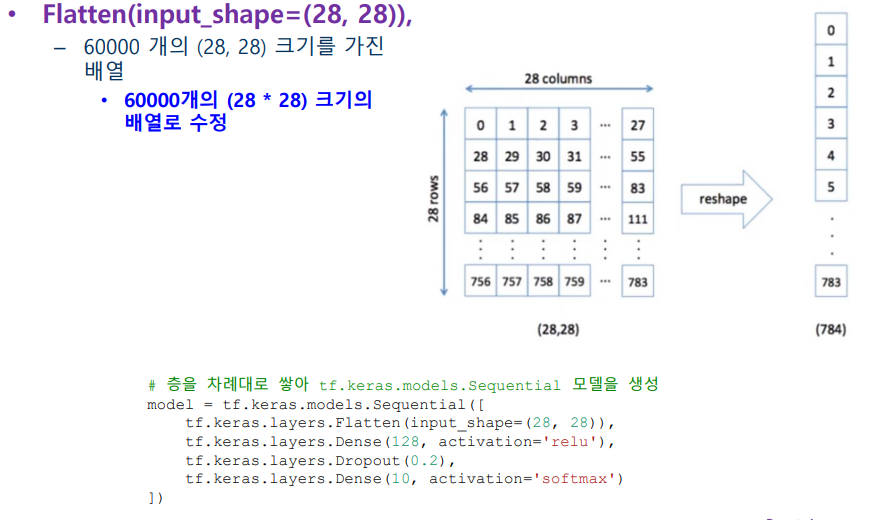 • Flatten(input_shape=(28, 28)),
– 60000 개의 (28, 28) 크기를 가진
배열
• 60000개의 (28 * 28) 크기의
배열로 수정
28 columns
28 rows
0 1 2 3 ... 27
28 29 30 31 ... 55
56 57 58 59 ... 83
84 85 86 87 ... 111
756 757 758 759 ... 783
(28,28)
reshape
0
1
2
3
4
5
.
.
.
783
(784)
# 층을 차례대로 쌓아 tf.keras.models.Sequential 모델을 생성
model = tf.keras.models.Sequential([
    tf.keras.layers.Flatten(input_shape=(28, 28)),
    tf.keras.layers.Dense(128, activation='relu'),
    tf.keras.layers.Dropout(0.2),
    tf.keras.layers.Dense(10, activation='softmax')
])